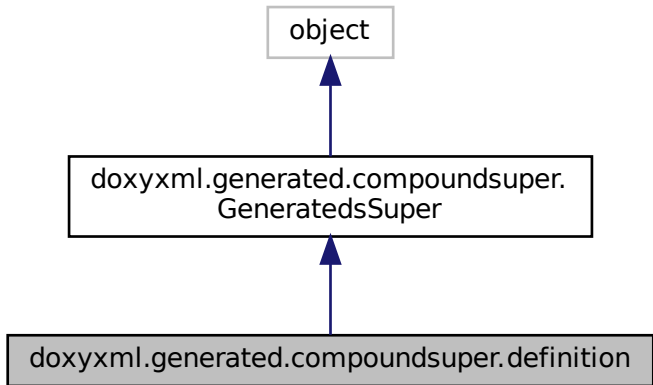 object
doxyxml.generated.compoundsuper.
GeneratedsSuper
doxyxml.generated.compoundsuper.definition